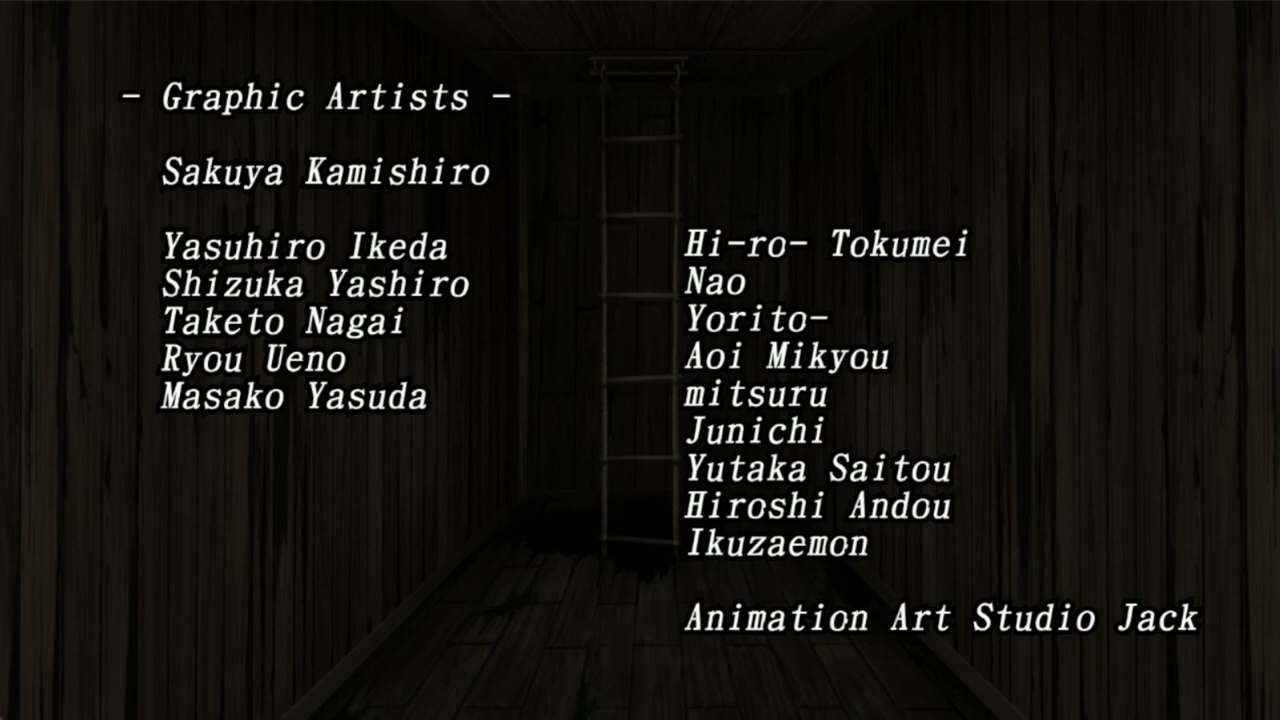 - Graphic Artists -
Sakuya Kamishiro
Yasuhiro Ikeda
Shizuka Yashiro
Taketo Nagai
Ryou Ueno
Masako Yasuda
Hi-ro- Tokumei
Nao
Yorito-
Aoi Mikyou
mitsuru
Junichi
Yutaka Saitou
Hiroshi Andou
Ikuzaemon
Animation Art Studio Jack